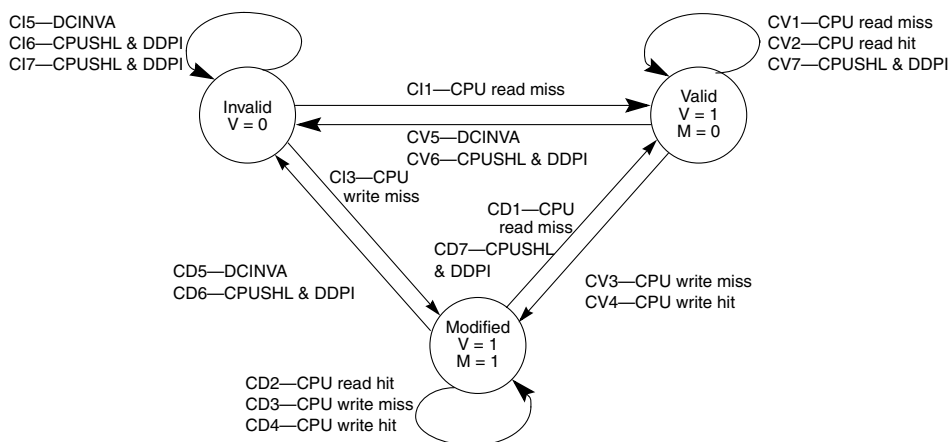 CI5—DCINVA
CI6—CPUSHL & DDPI
CI7—CPUSHL & DDPI
CV1—CPU read miss
CV2—CPU read hit
CV7—CPUSHL & DDPI
Invalid
V = 0
CI1—CPU read miss
Valid
V = 1
M = 0
CV5—DCINVA
CV6—CPUSHL & DDPI
CI3—CPU
write miss
CD1—CPU
read miss
CD7—CPUSHL
& DDPI
CD5—DCINVA
CD6—CPUSHL & DDPI
CV3—CPU write miss
CV4—CPU write hit
Modified
V = 1
M = 1
CD2—CPU read hit
CD3—CPU write miss
CD4—CPU write hit